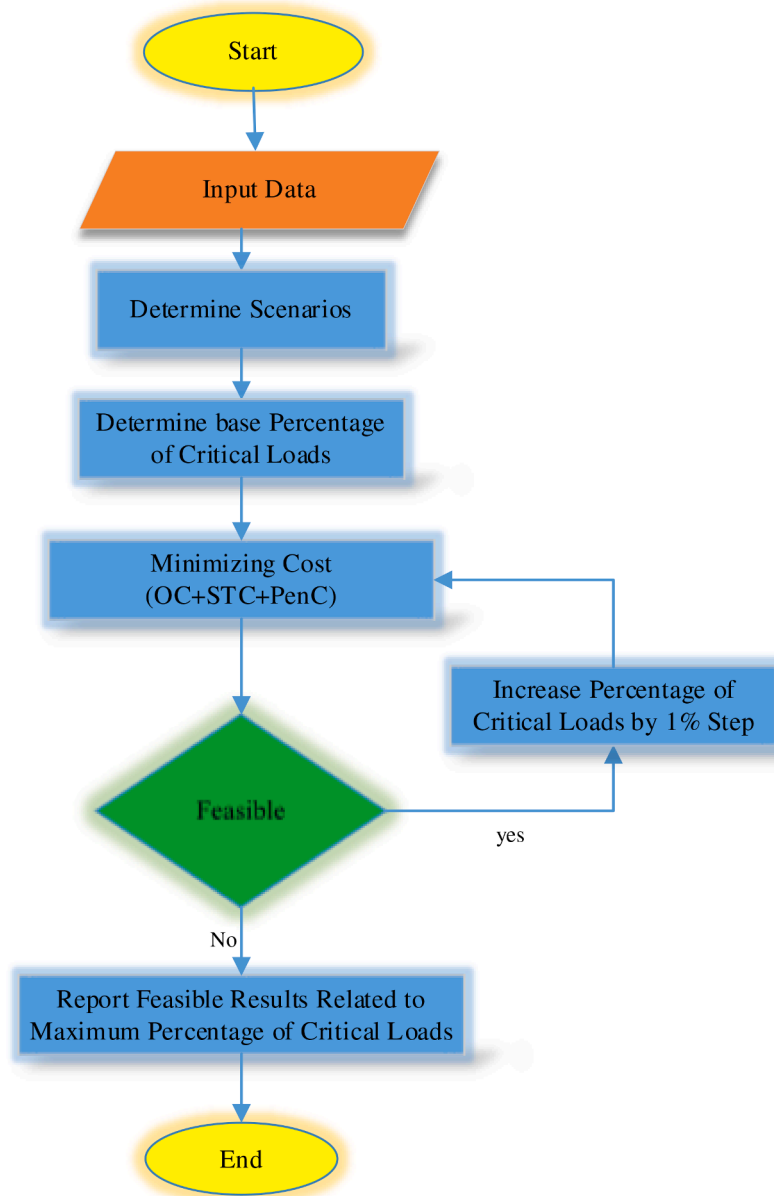 Start
Input Data
Determine Scenarios
Determine base Percentage
of Critical Loads
Minimizing Cost
(OC+STC+PenC)
Increase Percentage of
Critical Loads by 1% Step
Feasible
yes
No
Report Feasible Results Related to
Maximum Percentage of Critical Loads
End